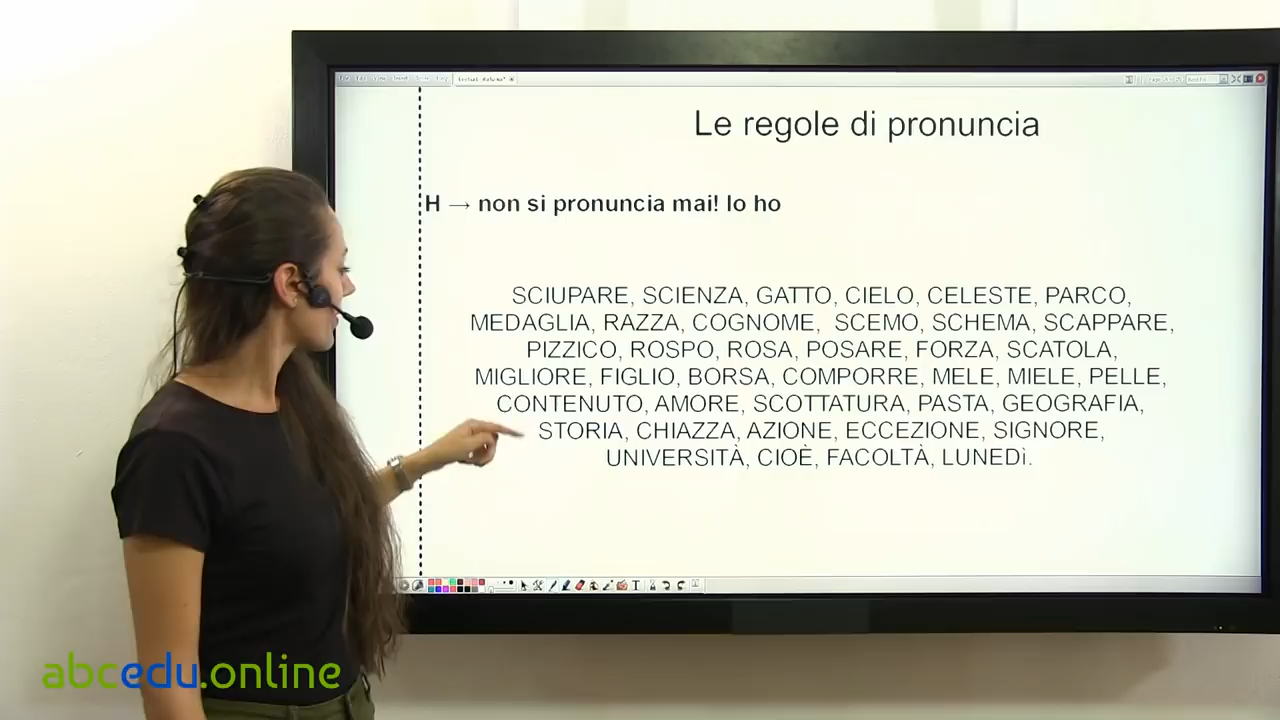 Le regole di pronuncia
H → non si pronuncia mai! Io ho
SCIUPARE, SCIENZA, GATTO, CIELO, CELESTE, PARCO,
MEDAGLIA, RAZZA, COGNOME, SCEMO, SCHEMA, SCAPPARE,
PIZZICO, ROSPO, ROSA, POSARE, FORZA, SCATOLA,
MIGLIORE, FIGLIO, BORSA, COMPORRE, MELE, MIELE, PELLE,
CONTENUTO, AMORE, SCOTTATURA, PASTA, GEOGRAFIA,
STORIA, CHIAZZA, AZIONE, ECCEZIONE, SIGNORE,
UNIVERSITÀ, CIOÈ, FACOLTÀ, LUNEDì.
abcedu.online